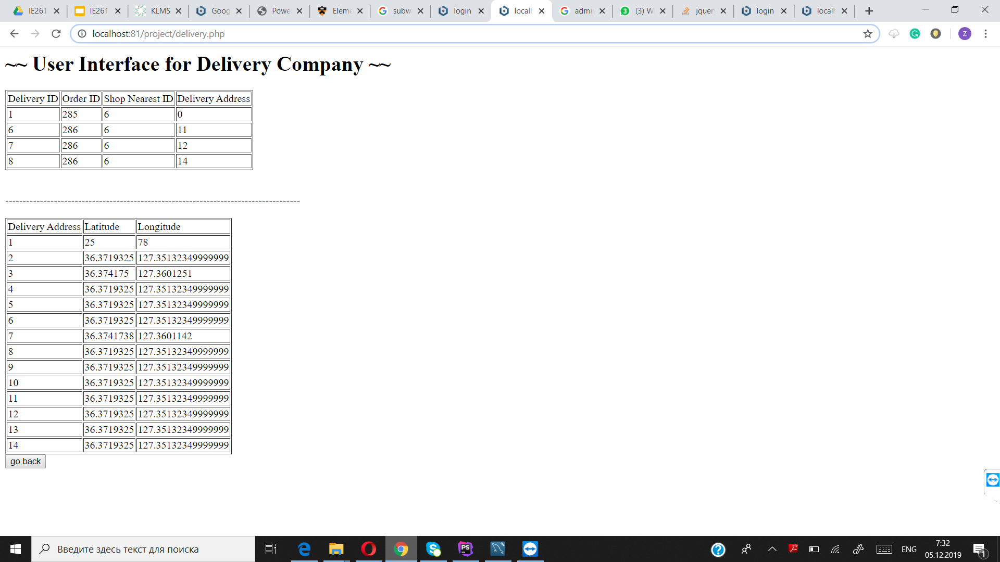 IE261
IE261
KLMS
Goog
Powe
Eleme
subw
login
localh
admi
(3) W
jquer
login
localh
localhost:81/project/delivery.php
Z
~~ User Interface for Delivery Company ~~
Delivery ID Order ID Shop Nearest ID Delivery Address
1 285 6 0
6 286 6 11
7 286 6 12
8 286 6 14
-------------------------------------------------------------------------------------
Delivery Address Latitude Longitude
1 25 78
2 36.3719325 127.35132349999999
3 36.374175 127.3601251
4 36.3719325 127.35132349999999
5 36.3719325 127.35132349999999
6 36.3719325 127.35132349999999
7 36.3741738 127.3601142
8 36.3719325 127.35132349999999
9 36.3719325 127.35132349999999
10 36.3719325 127.35132349999999
11 36.3719325 127.35132349999999
12 36.3719325 127.35132349999999
13 36.3719325 127.35132349999999
14 36.3719325 127.35132349999999
go back
Введите здесь текст для поиска
ENG
7:32
05.12.2019
1